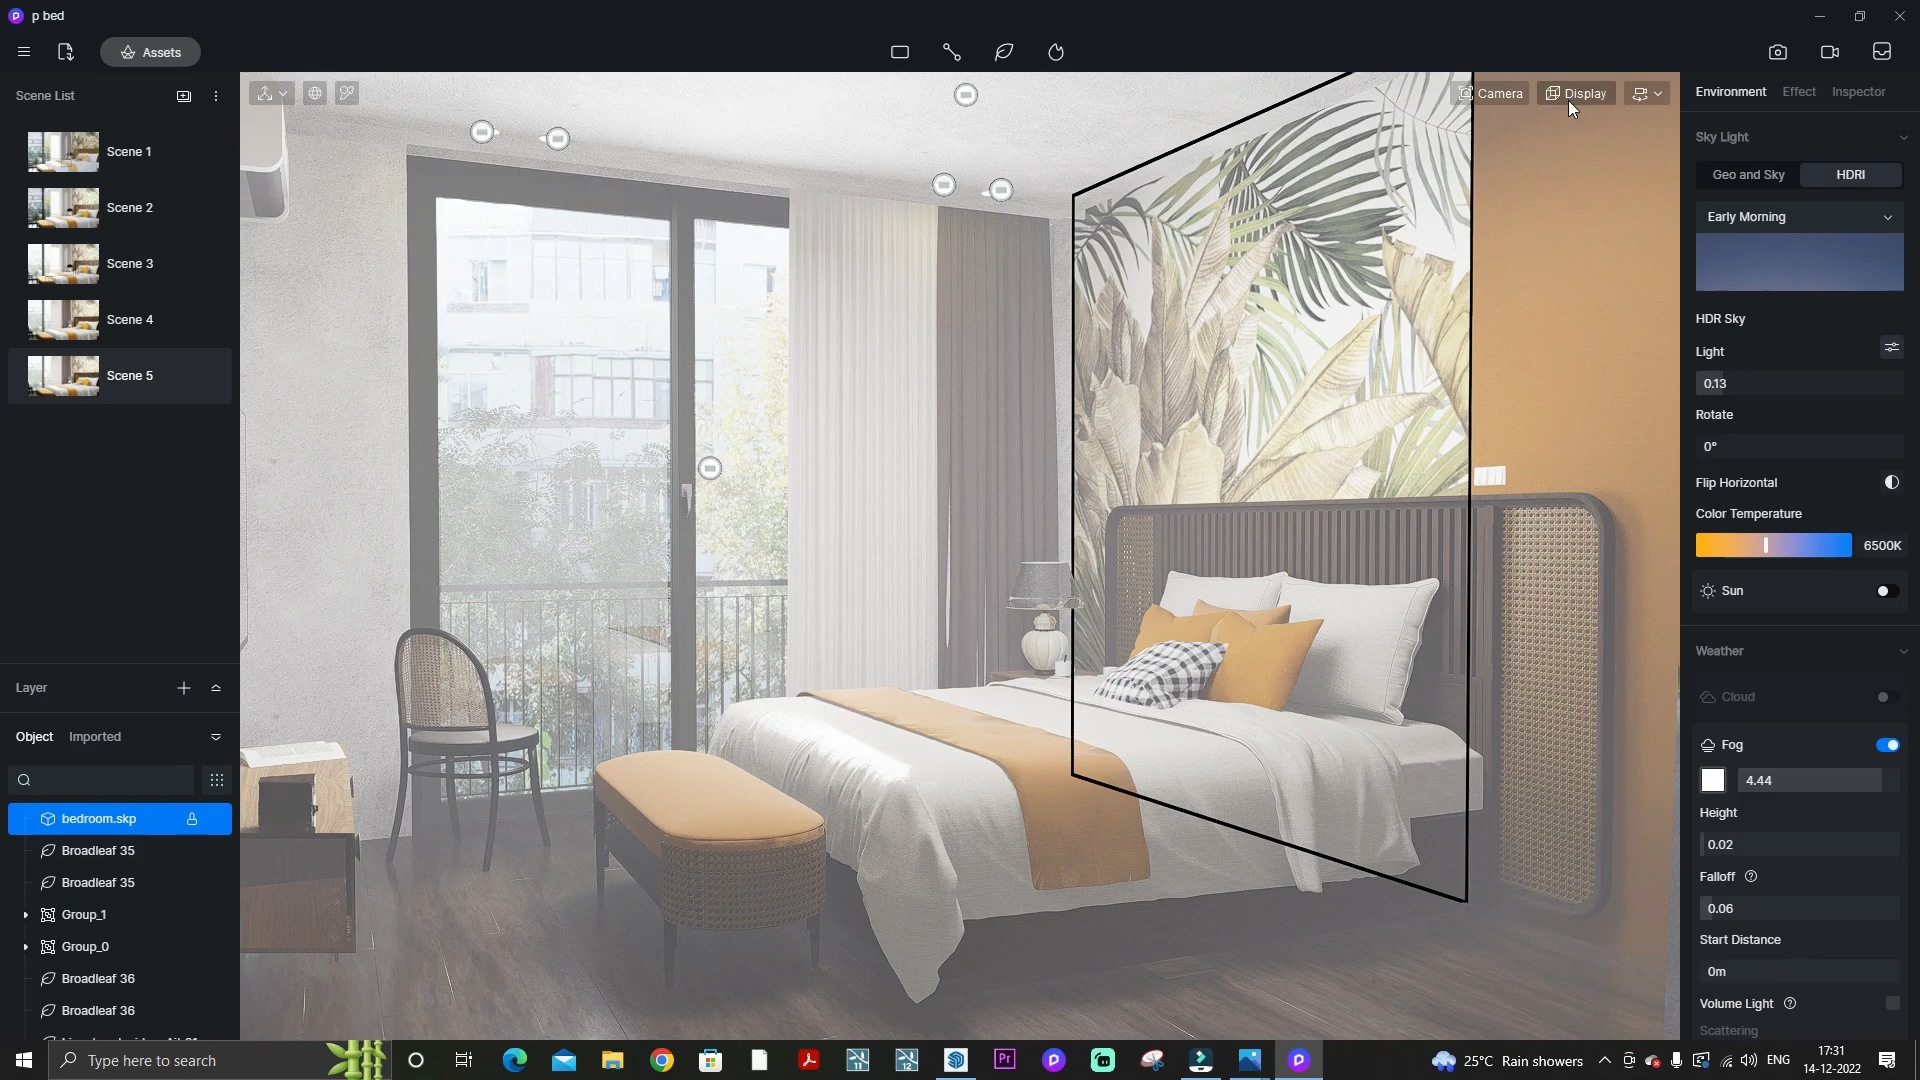 p bed
Assets
Scene List
Camera
Display
Environment
Effect
Inspector
Sky Light
Scene 1
Geo and Sky
HDRI
Scene 2
Early Morning
Scene 3
HDR Sky
Scene 4
Light
Scene 5
0.13
Rotate
0°
Flip Horizontal
Color Temperature
6500K
Sun
Weather
Layer
Cloud
Object
Imported
Fog
4.44
bedroom.skp
Height
0.02
Broadleaf 35
Falloff
Broadleaf 35
0.06
Group_1
Start Distance
Group_0
0m
Broadleaf 36
Volume Light
Broadleaf 36
Scattering
Type here to search
Pr
11
12
25°C Rain showers
ENG
17:31
14-12-2022